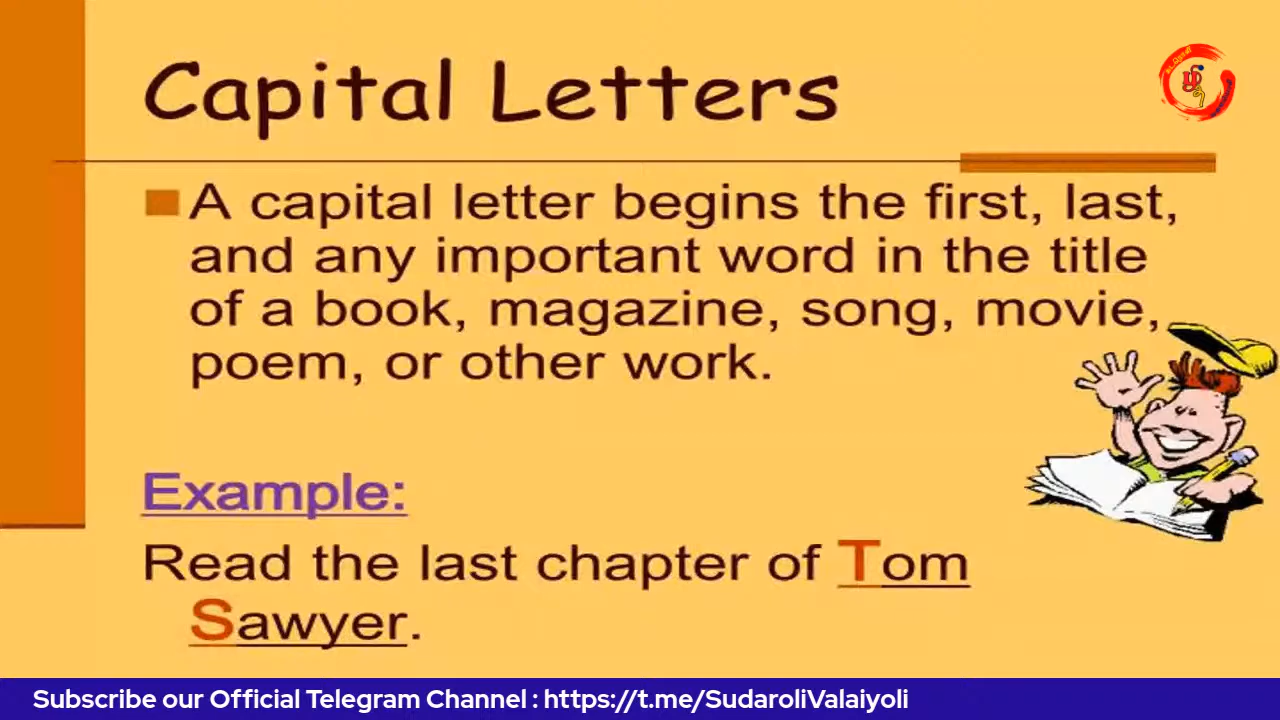 Capital Letters
A capital letter begins the first, last,
and any important word in the title
of a book, magazine, song, movie,
poem, or other work.
Example:
Read the last chapter of Tom
Sawyer.
Subscribe our Official Telegram Channel : https://t.me/SudaroliValaiyoli